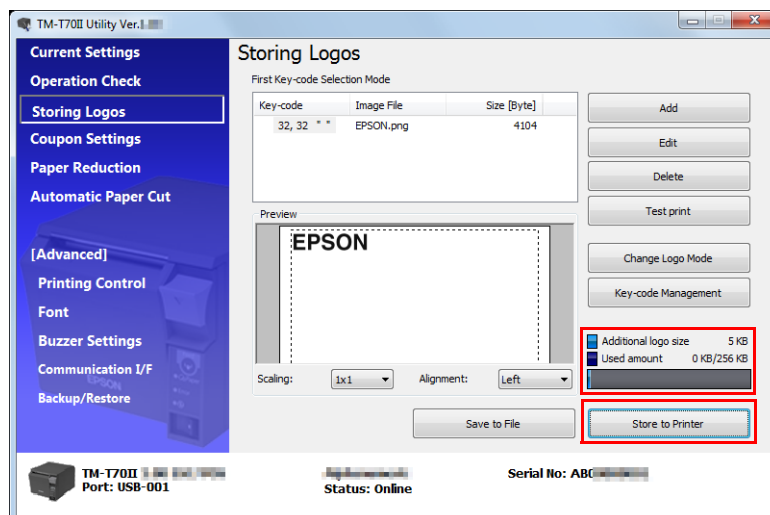 TM-T70II Utility Ver.
Current Settings
Operation Check
Storing Logos
Coupon Settings
Paper Reduction
Automatic Paper Cut
[Advanced]
Printing Control
Font
Buzzer Settings
Communication I/F
Backup/Restore
Storing Logos
First Key-code Selection Mode
Key-code Image File Size [Byte]
32, 32 " " EPSON.png 4104
Add
Edit
Delete
Test print
Preview
EPSON
Change Logo Mode
Key-code Management
Additional logo size 5 KB
Used amount 0 KB/256 KB
Scaling: 1x1 Alignment: Left
Save to File
Store to Printer
TM-T70II
Port: USB-001
Status: Online
Serial No:
EPSON